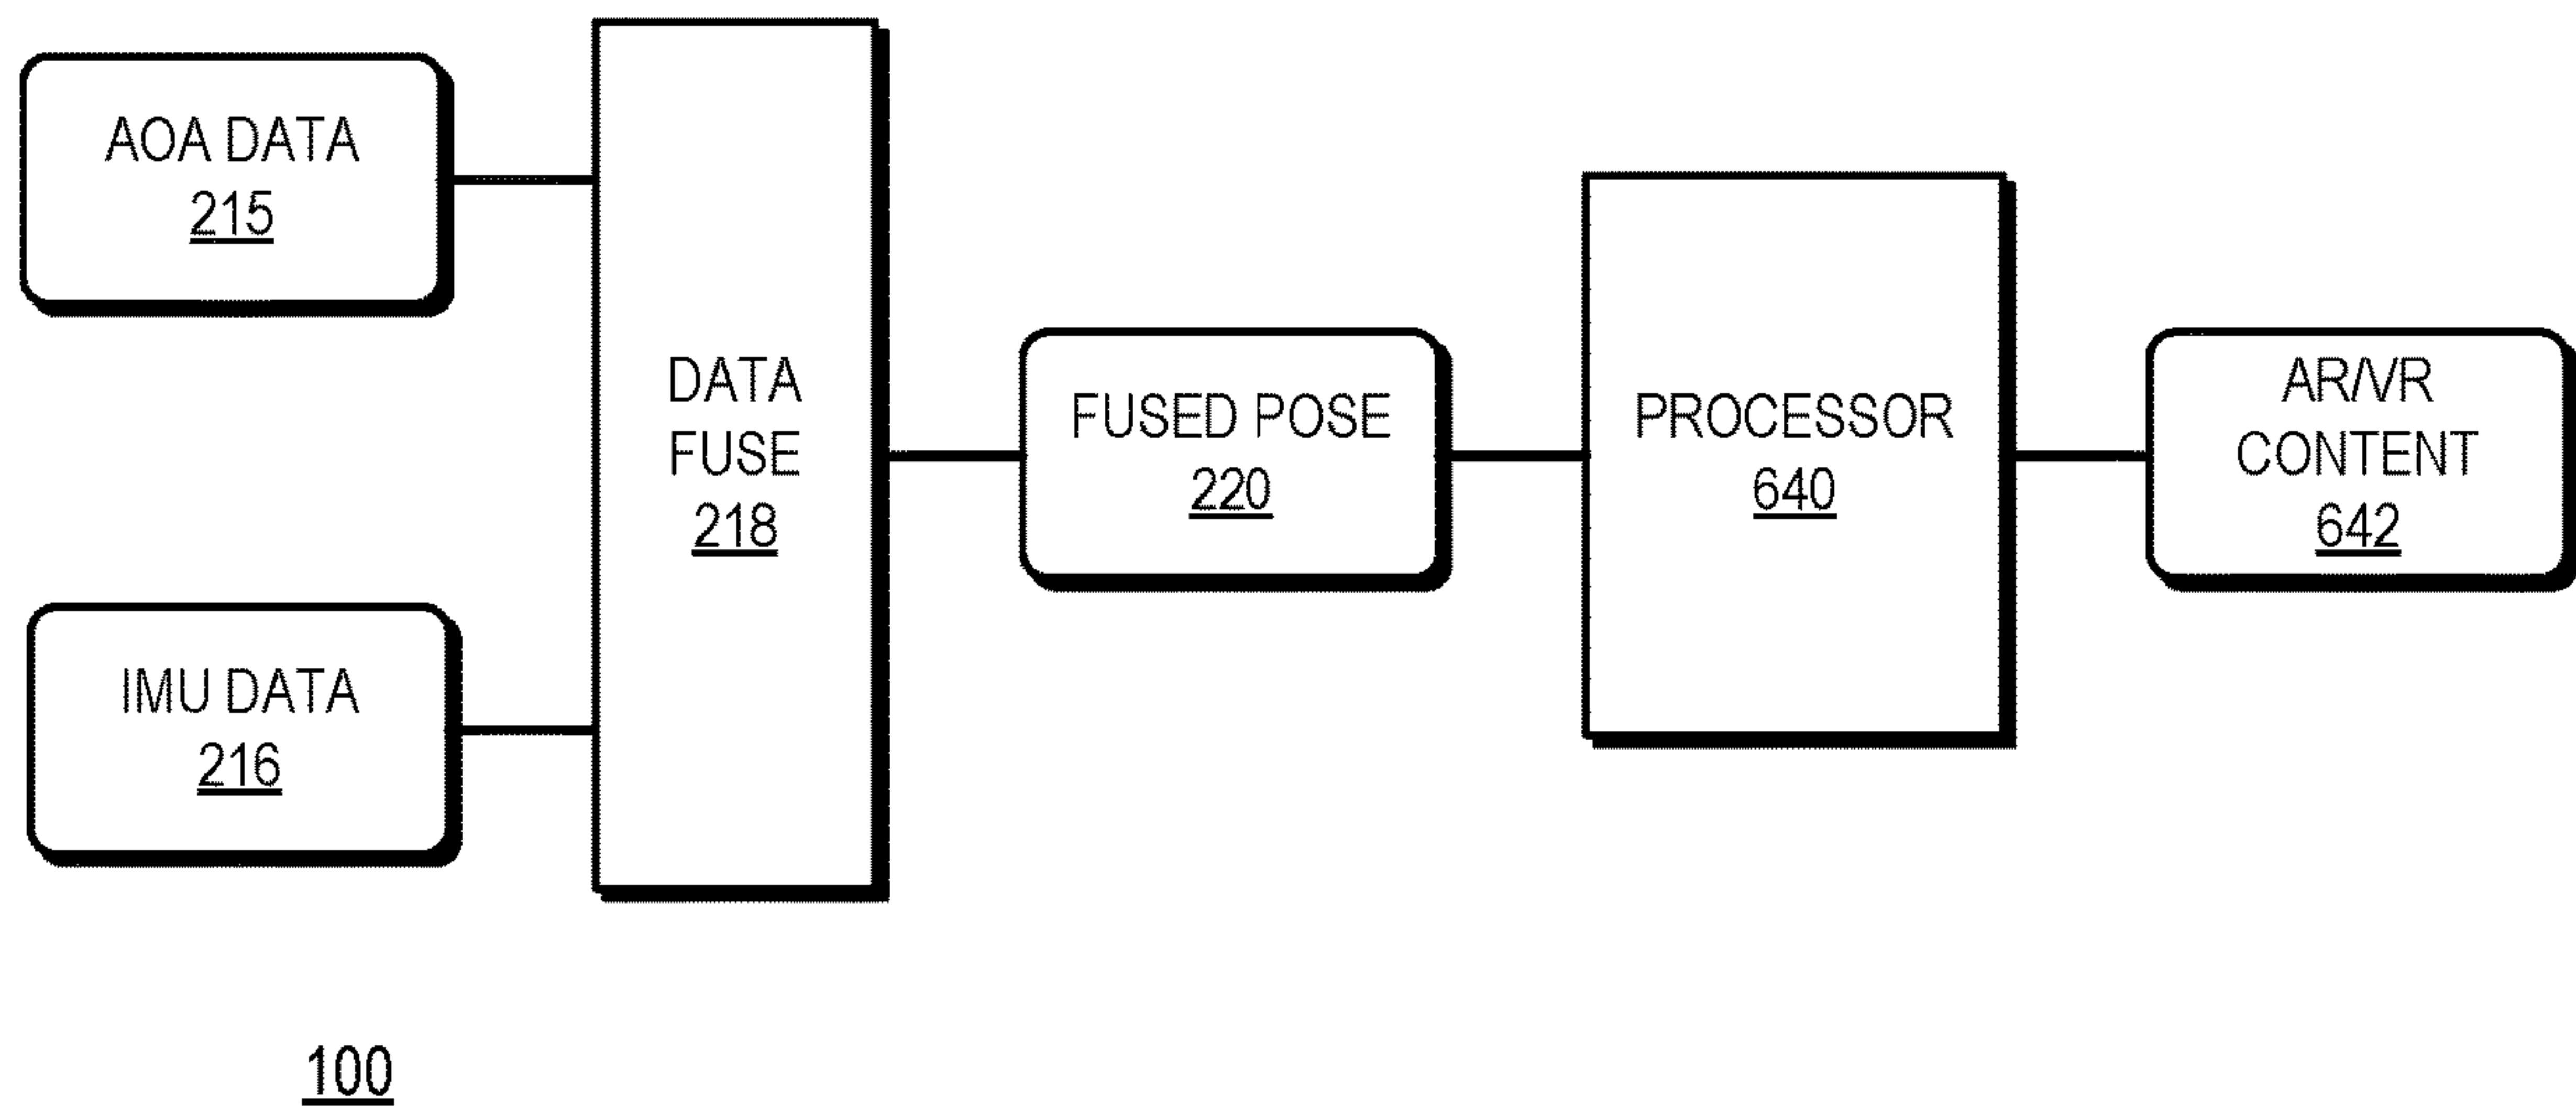 AOA DATA
215
IMU DATA
216
DATA
FUSE
218
FUSED POSE
220
PROCESSOR
640
AR/VR
CONTENT
642
100